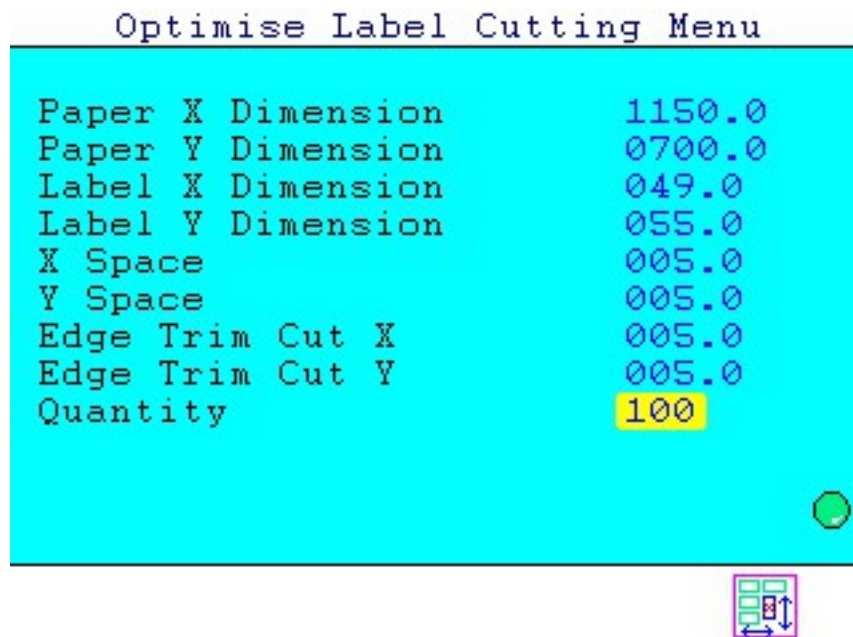 Optimise Label Cutting Menu
Paper X Dimension 1150.0
Paper Y Dimension 0700.0
Label X Dimension 049.0
Label Y Dimension 055.0
X Space 005.0
Y Space 005.0
Edge Trim Cut X 005.0
Edge Trim Cut Y 005.0
Quantity 100